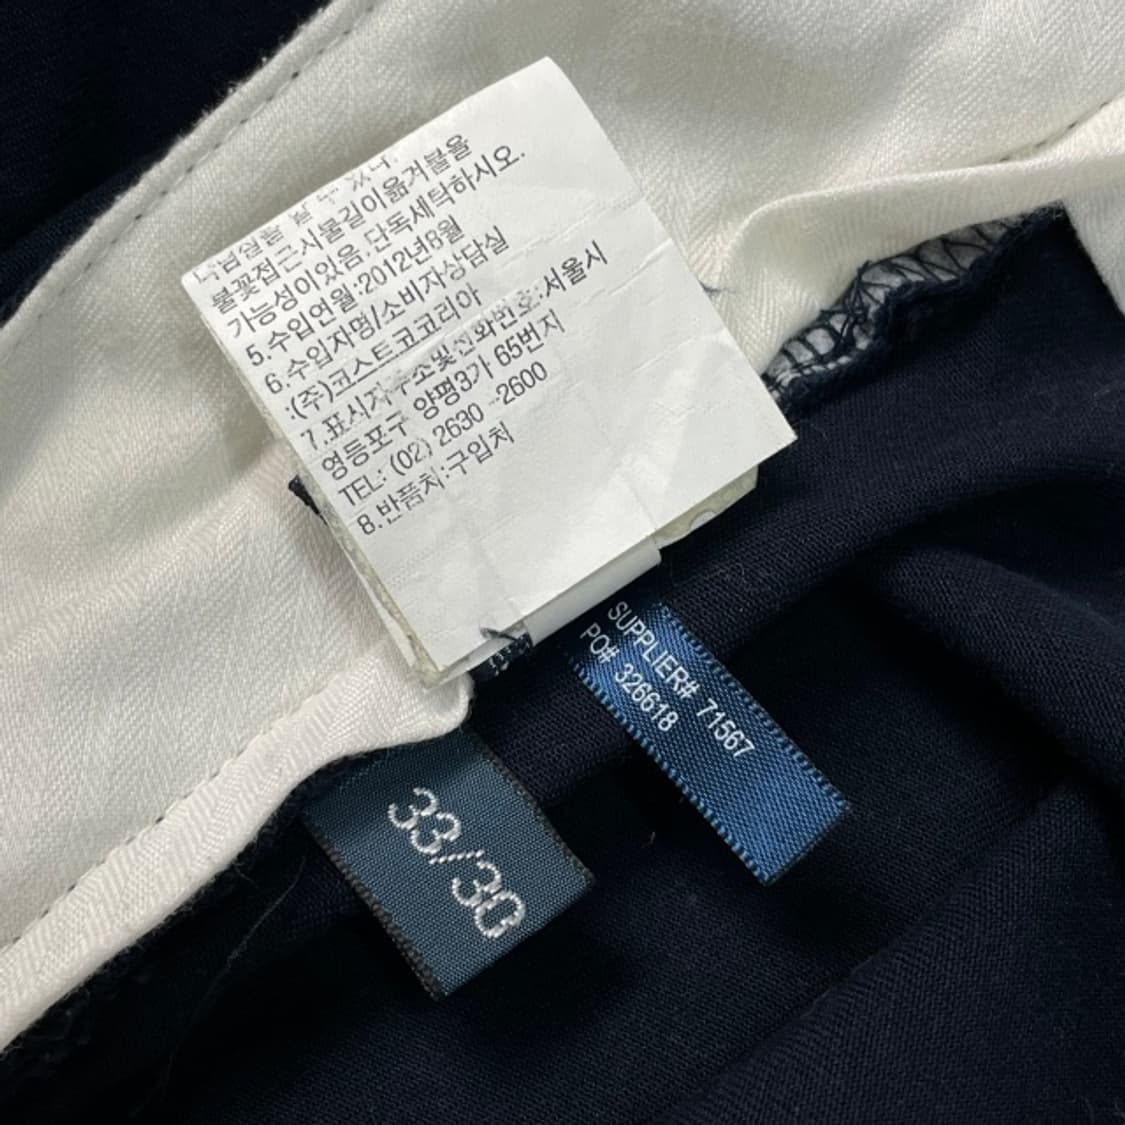 불꽃접근시불길이옮겨붙을
가능성이있음.단독세탁하시오.
5.수입연월:2012년8월
6.수입자명/소비자상담실
:(주)코스트코코리아
7.표시자주소및전화번호:서울시
영등포구 양평3가 65번지
TEL: (02) 2630-2600
8.반품처:구입처
SUPPLIER# 71567
PO# 326618
33/30